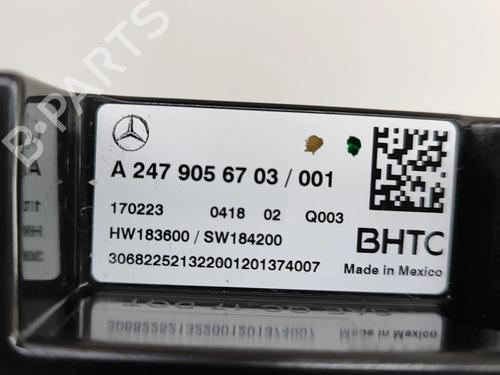 A 247 905 67 03 / 001
170223 0418 02 Q003
HW183600 / SW184200
306822521322001201374007
BHTC
Made in Mexico
B-PARTS